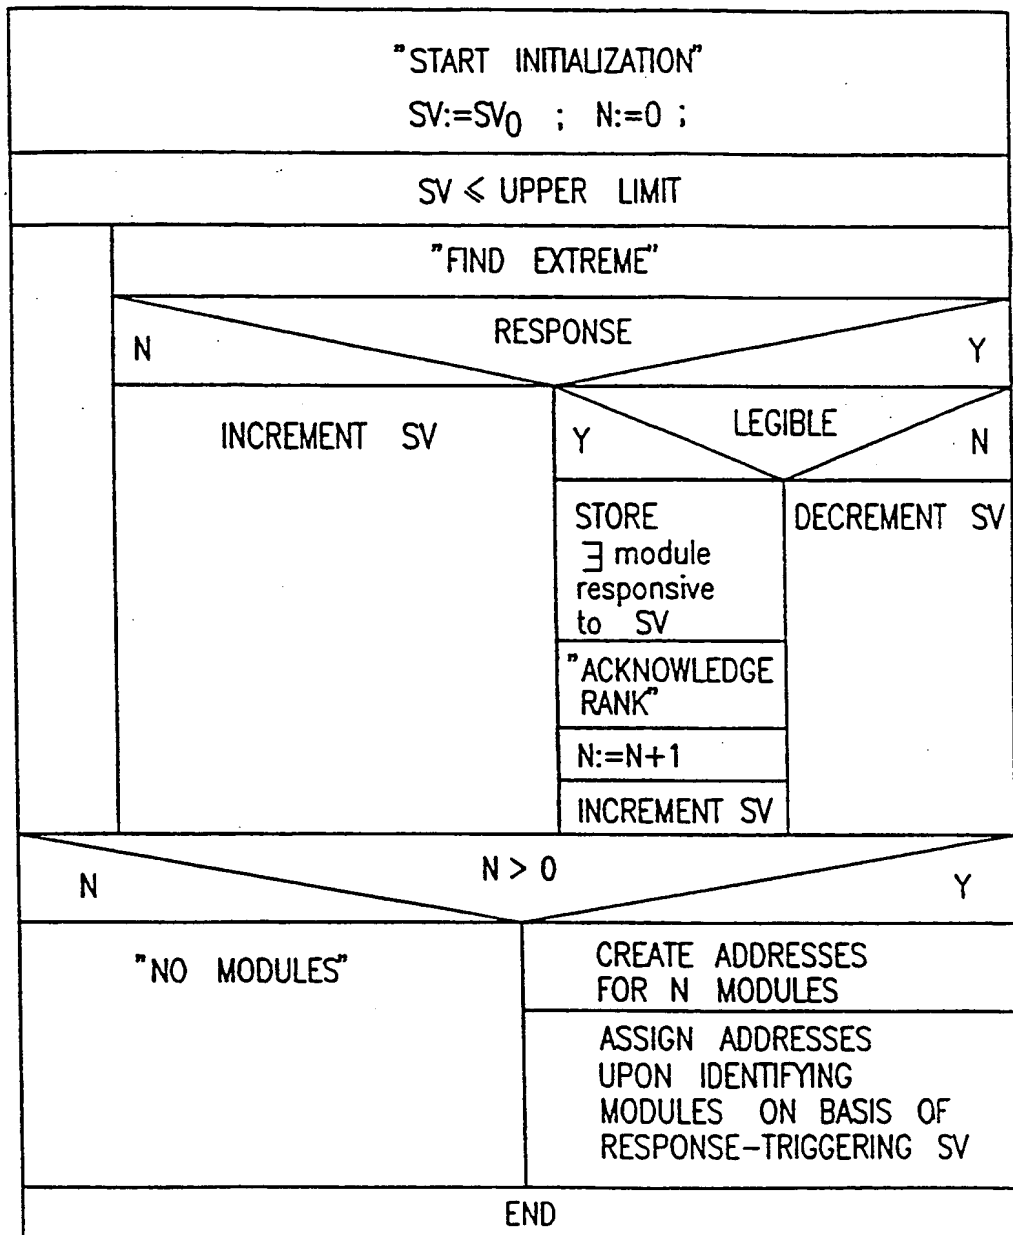 "START INITIALIZATION"
SV:=SV₀ ; N:=0 ;
SV ⩽ UPPER LIMIT
"FIND EXTREME"
RESPONSE
N
Y
LEGIBLE
INCREMENT SV
Y
N
STORE
∃ module
responsive
to SV
DECREMENT SV
"ACKNOWLEDGE
RANK"
N:=N+1
INCREMENT SV
N > 0
N
Y
"NO MODULES"
CREATE ADDRESSES
FOR N MODULES
ASSIGN ADDRESSES
UPON IDENTIFYING
MODULES ON BASIS OF
RESPONSE-TRIGGERING SV
END